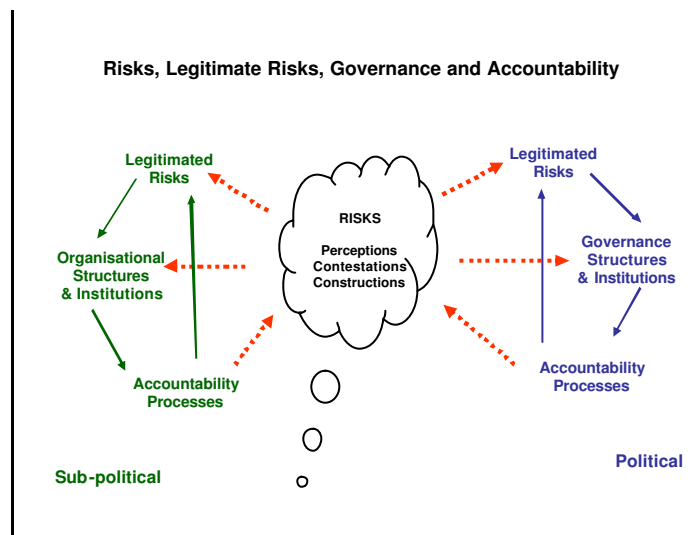 Risks, Legitimate Risks, Governance and Accountability
Legitimated
Risks
Organisational
Structures
& Institutions
Accountability
Processes
Sub-political
RISKS
Perceptions
Contestations
Constructions
Legitimated
Risks
Governance
Structures
& Institutions
Accountability
Processes
Political